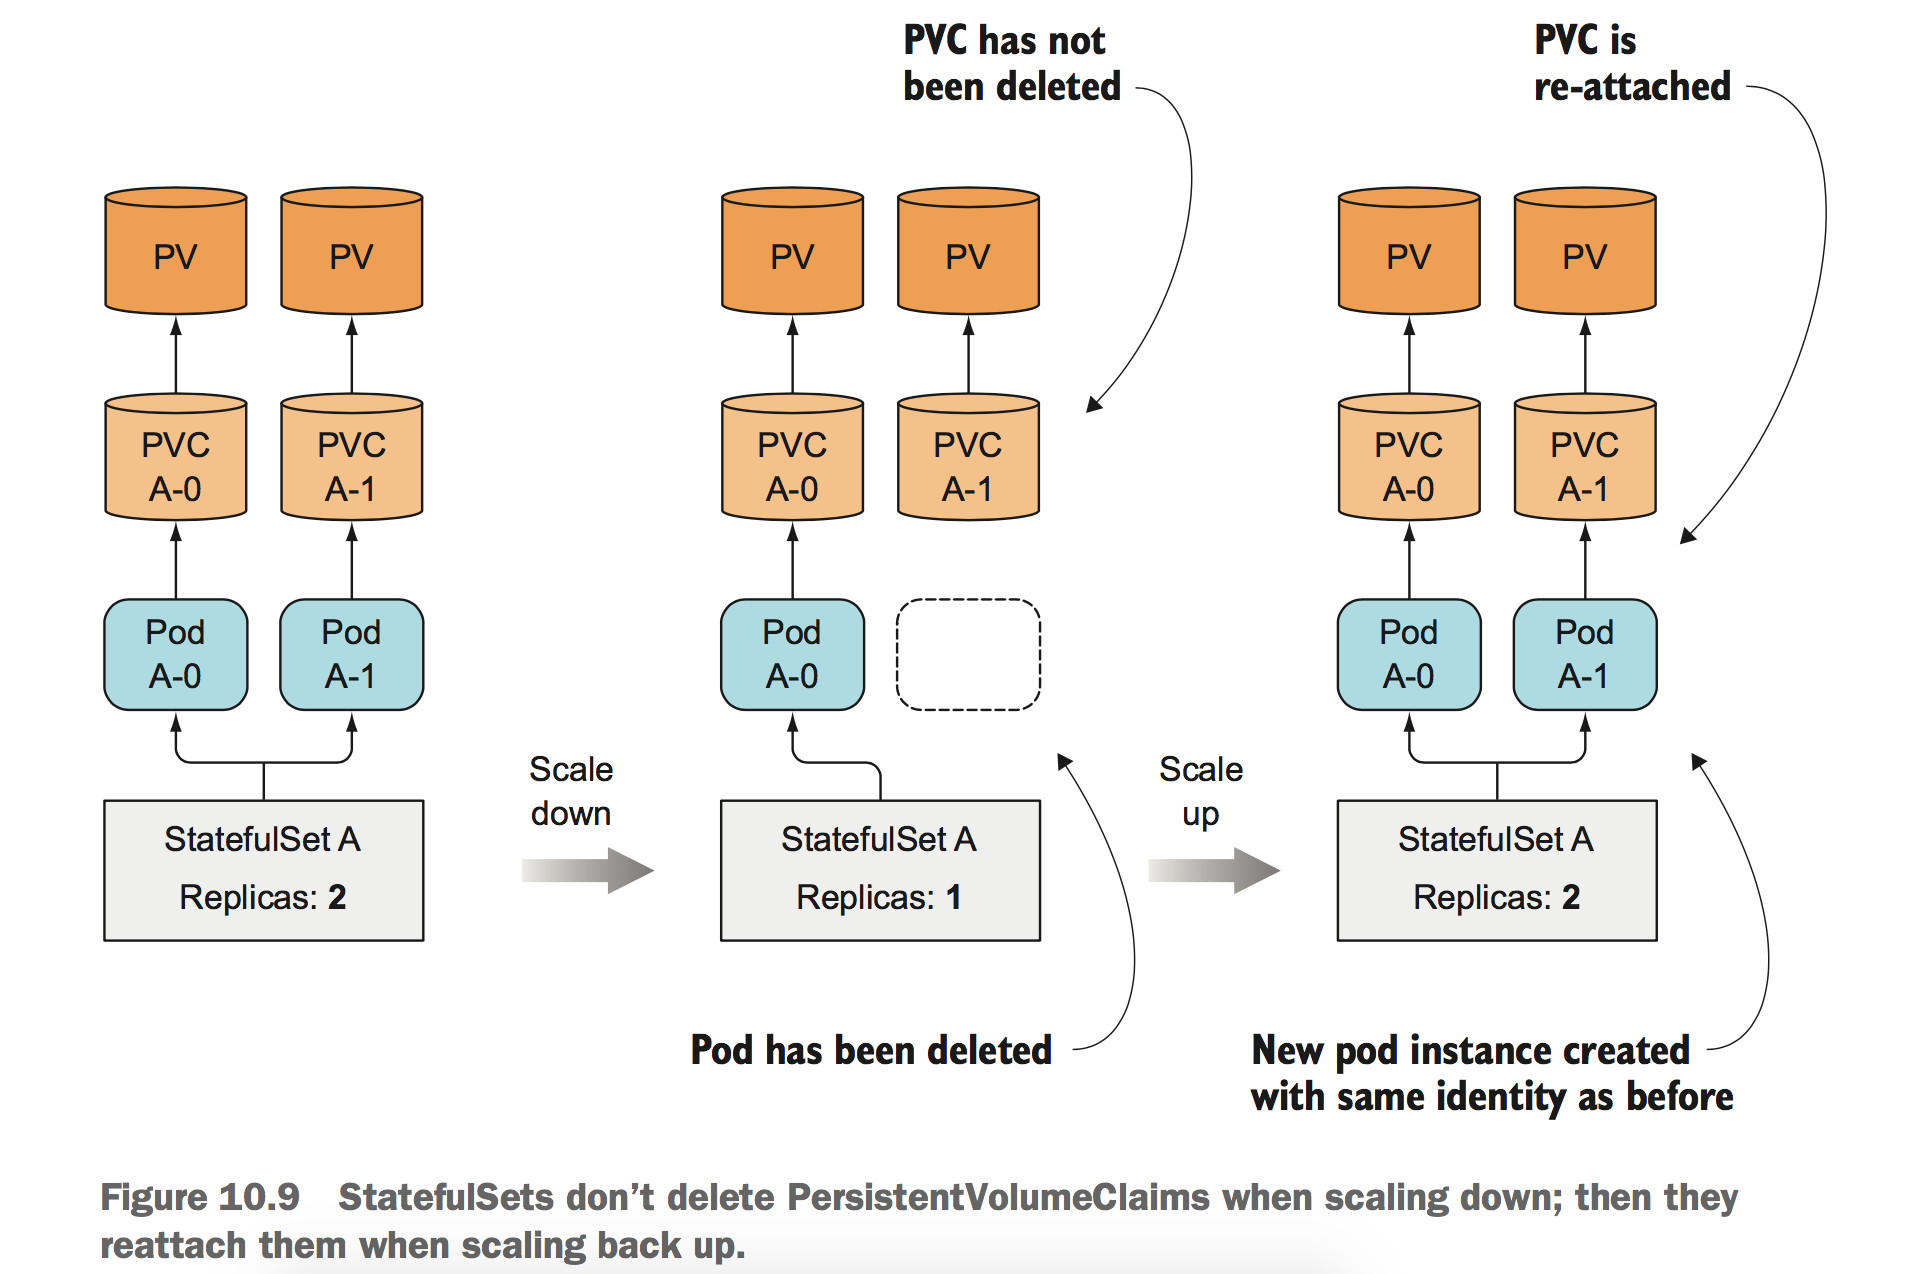 PVC has not
been deleted
PVC is
re-attached
PV
PV
PV
PV
PV
PV
PVC
A-0
PVC
A-1
PVC
A-0
PVC
A-1
PVC
A-0
PVC
A-1
Pod
A-0
Pod
A-1
Pod
A-0
Pod
A-0
Pod
A-1
Scale
down
Scale
up
StatefulSet A
Replicas: 2
StatefulSet A
Replicas: 1
StatefulSet A
Replicas: 2
Pod has been deleted
New pod instance created
with same identity as before
Figure 10.9 StatefulSets don’t delete PersistentVolumeClaims when scaling down; then they
reattach them when scaling back up.